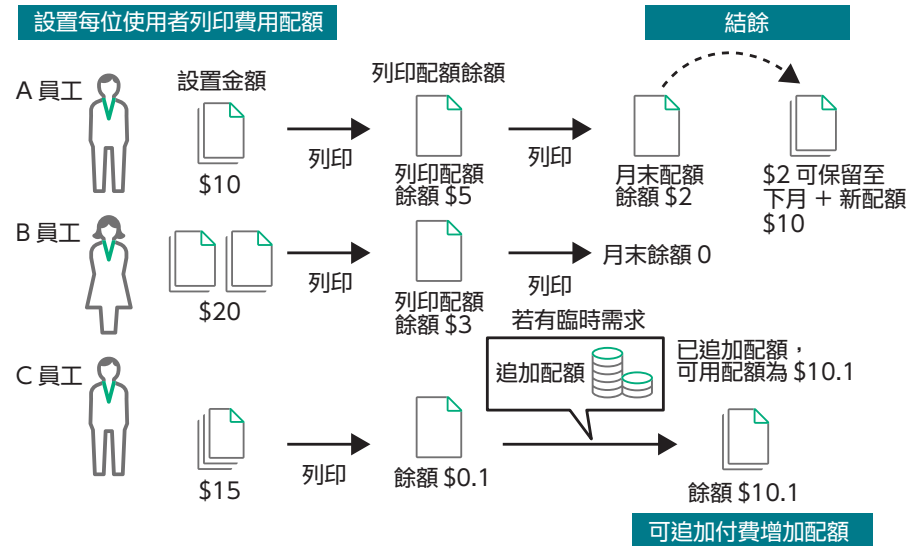 設置每位使用者列印費用配額
結餘
A 員工
設置金額
$10
列印
列印配額餘額
列印配額
餘額 $5
列印
月末配額
餘額 $2
$2 可保留至
下月 + 新配額
$10
B 員工
$20
列印
列印配額
餘額 $3
列印
月末餘額 0
C 員工
$15
列印
餘額 $0.1
若有臨時需求
追加配額
已追加配額，
可用配額為 $10.1
餘額 $10.1
可追加付費增加配額